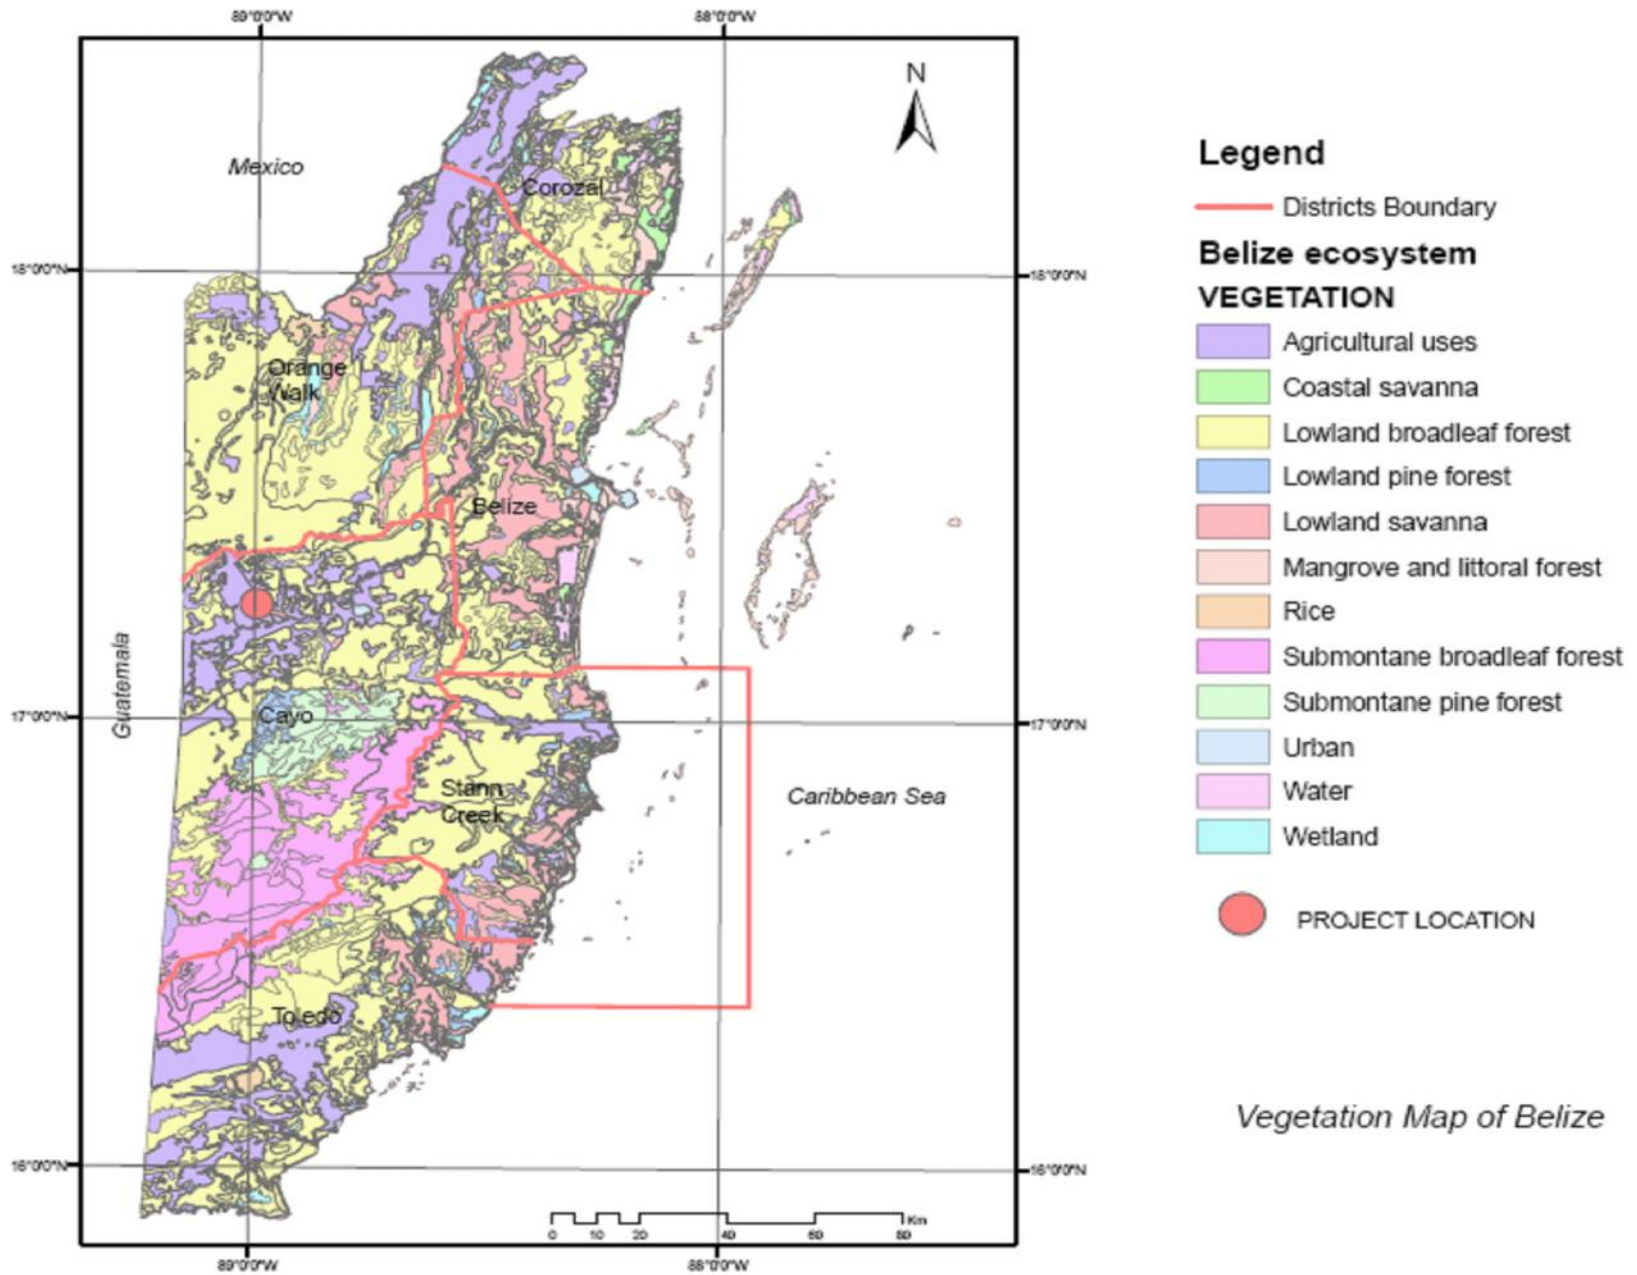 89°0'0"W
88°0'0"W
N
Mexico
Corozal
18°0'0"N
18°0'0"N
Orange
Walk
Belize
Guatemala
Cayo
17°0'0"N
17°0'0"N
Stann
Creek
Caribbean Sea
Toledo
16°0'0"N
16°0'0"N
0 10 20 40 60 80 Km
89°0'0"W
88°0'0"W
Legend
Districts Boundary
Belize ecosystem
VEGETATION
Agricultural uses
Coastal savanna
Lowland broadleaf forest
Lowland pine forest
Lowland savanna
Mangrove and littoral forest
Rice
Submontane broadleaf forest
Submontane pine forest
Urban
Water
Wetland
PROJECT LOCATION
Vegetation Map of Belize